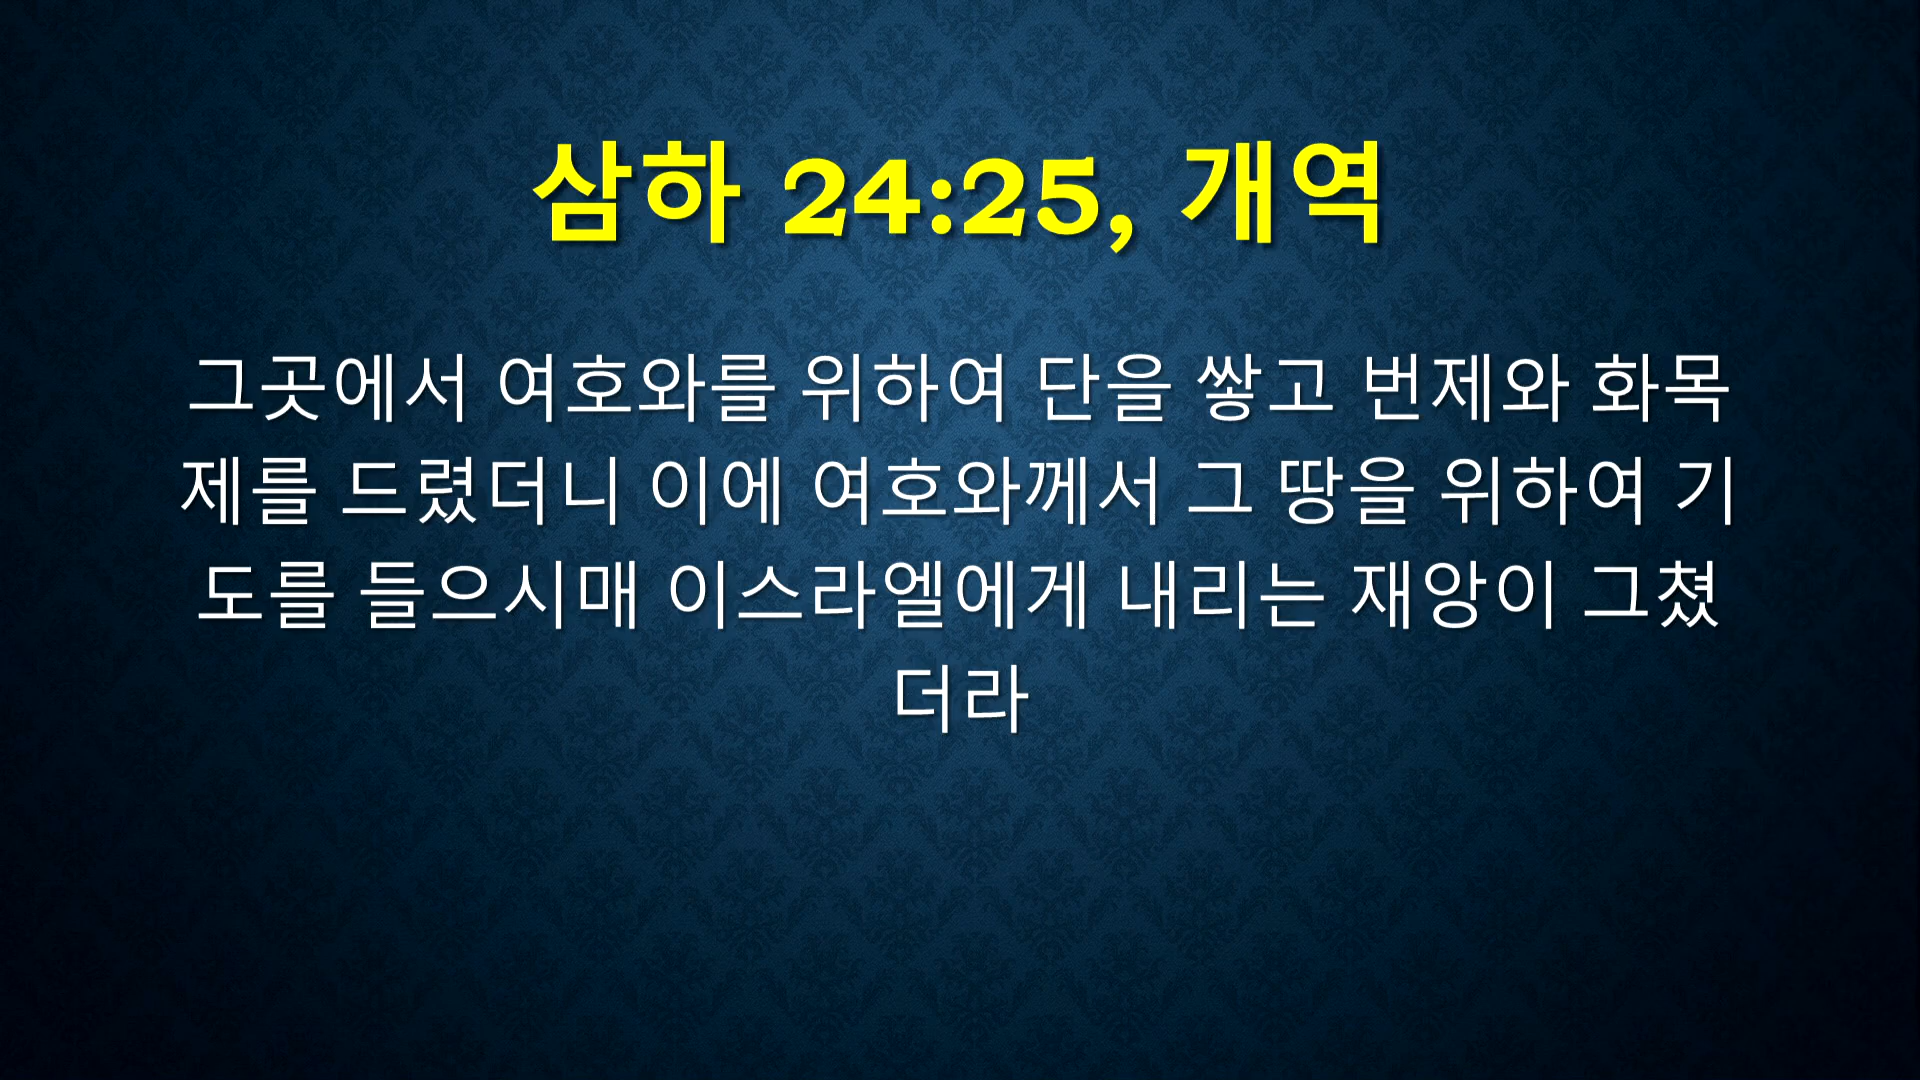 삼하 24:25, 개역
그곳에서 여호와를 위하여 단을 쌓고 번제와 화목
제를 드렸더니 이에 여호와께서 그 땅을 위하여 기
도를 들으시매 이스라엘에게 내리는 재앙이 그쳤
더라